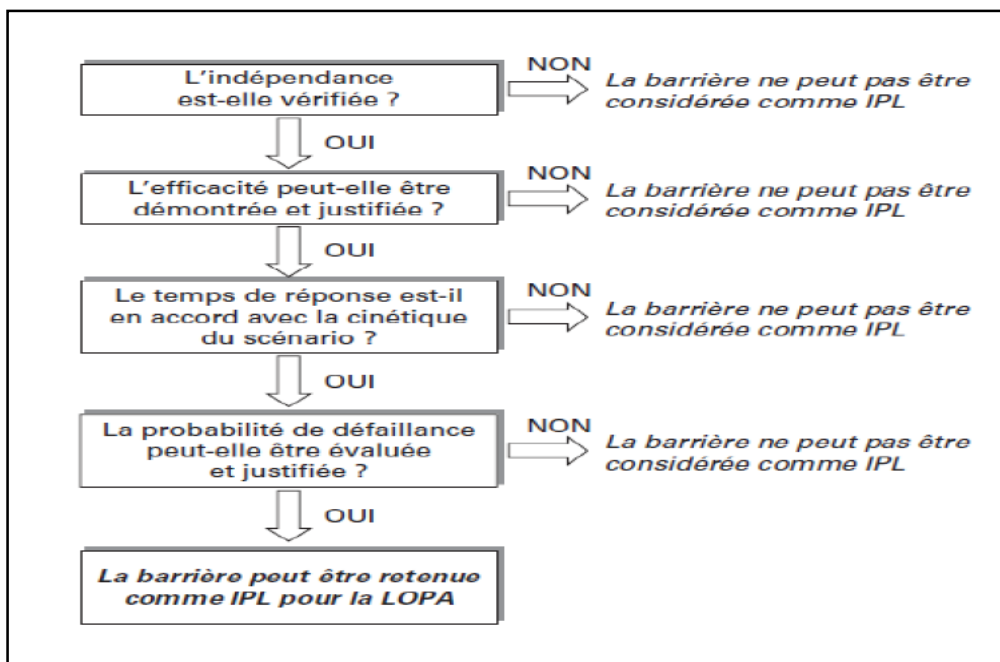 L'indépendance
est-elle vérifiée ?
NON
La barrière ne peut pas être
considérée comme IPL
OUI
L'efficacité peut-elle être
démontrée et justifiée ?
NON
La barrière ne peut pas être
considérée comme IPL
OUI
Le temps de réponse est-il
en accord avec la cinétique
du scénario ?
NON
La barrière ne peut pas être
considérée comme IPL
OUI
La probabilité de défaillance
peut-elle être évaluée
et justifiée ?
NON
La barrière ne peut pas être
considérée comme IPL
OUI
La barrière peut être retenue
comme IPL pour la LOPA